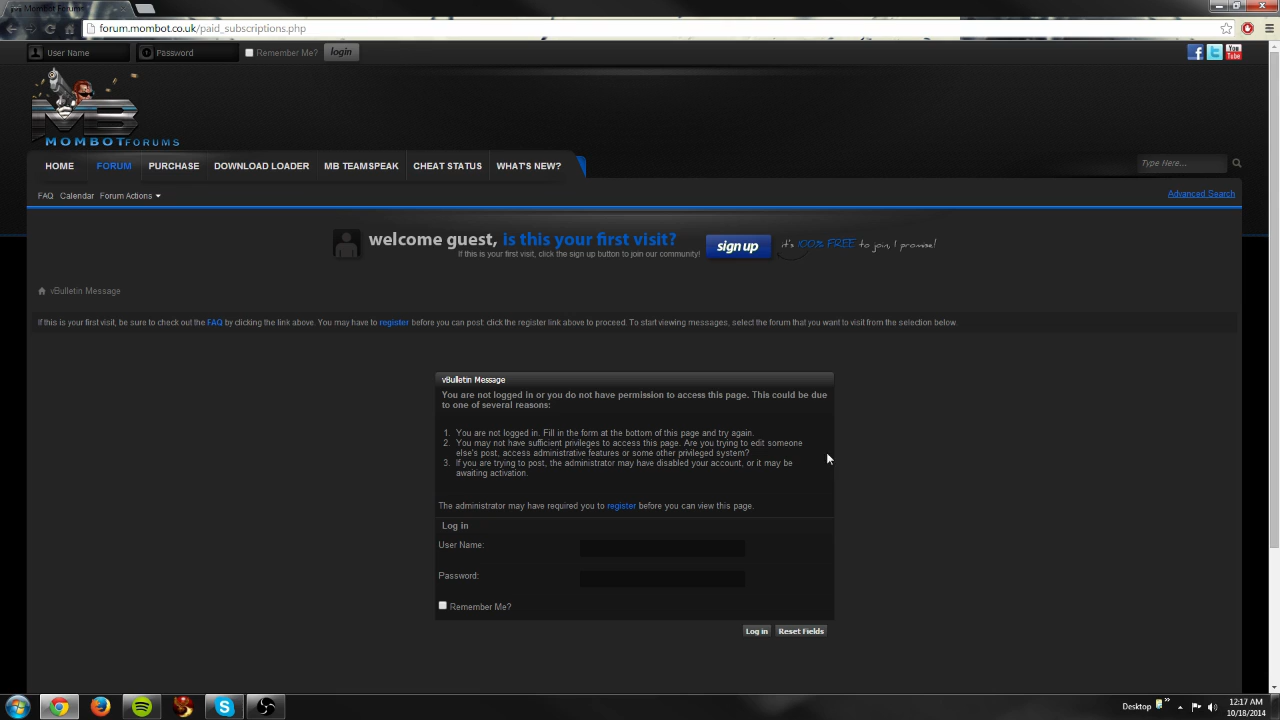 Mombot Forums
forum.mombot.co.uk/paid_subscriptions.php
User Name
Password
Remember Me?
login
f
t
You
Tube
MB
MOMBOT FORUMS
HOME
FORUM
PURCHASE
DOWNLOAD LOADER
MB TEAMSPEAK
CHEAT STATUS
WHAT'S NEW?
Type Here...
FAQ
Calendar
Forum Actions
Advanced Search
welcome guest, is this your first visit?
If this is your first visit, click the sign up button to join our community!
sign up
it's 100% FREE to join, I promise!
vBulletin Message
If this is your first visit, be sure to check out the FAQ by clicking the link above. You may have to register before you can post: click the register link above to proceed. To start viewing messages, select the forum that you want to visit from the selection below.
vBulletin Message
You are not logged in or you do not have permission to access this page. This could be due
to one of several reasons:
1. You are not logged in. Fill in the form at the bottom of this page and try again.
2. You may not have sufficient privileges to access this page. Are you trying to edit someone
else's post, access administrative features or some other privileged system?
3. If you are trying to post, the administrator may have disabled your account, or it may be
awaiting activation.
The administrator may have required you to register before you can view this page.
Log in
User Name:
Password:
Remember Me?
Log in
Reset Fields
Desktop
12:17 AM
10/18/2014